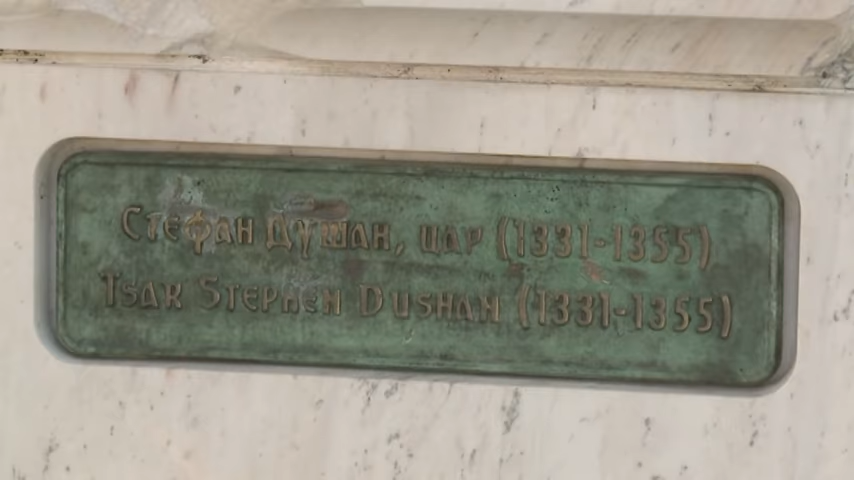 Стефан Душан, цар (1331-1355)
Tsar Stephen Dushan (1331-1355)